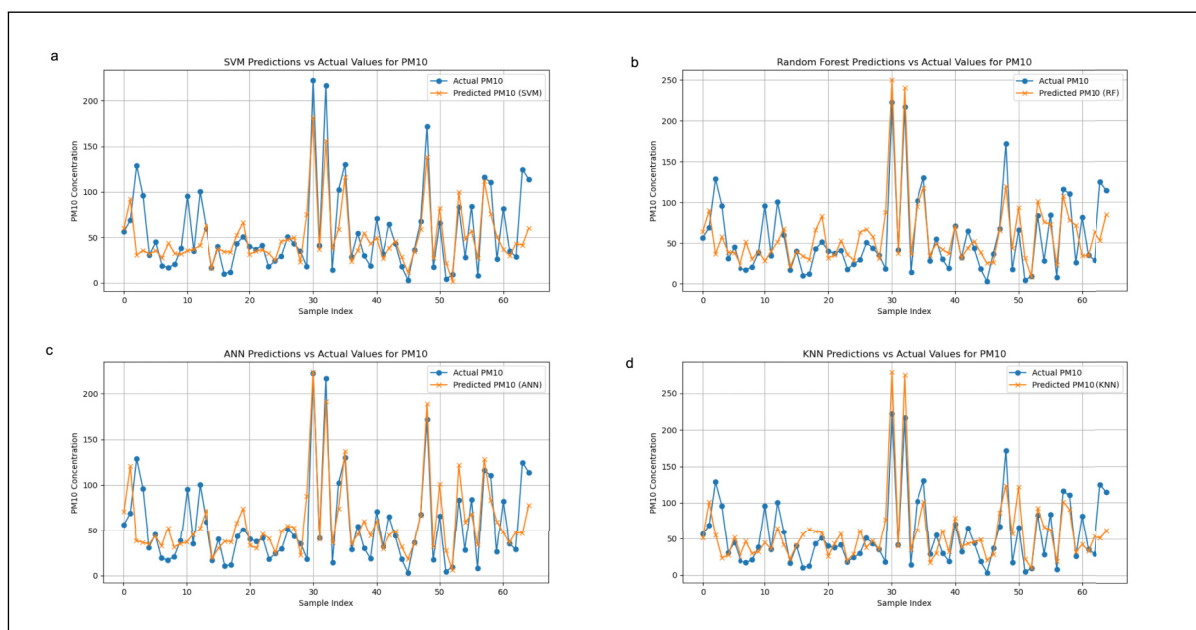 a
SVM Predictions vs Actual Values for PM10
Actual PM10
Predicted PM10 (SVM)
PM10 Concentration
200
150
100
50
0
0 10 20 30 40 50 60
Sample Index
b
Random Forest Predictions vs Actual Values for PM10
Actual PM10
Predicted PM10 (RF)
PM10 Concentration
250
200
150
100
50
0
0 10 20 30 40 50 60
Sample Index
c
ANN Predictions vs Actual Values for PM10
Actual PM10
Predicted PM10 (ANN)
PM10 Concentration
200
150
100
50
0
0 10 20 30 40 50 60
Sample Index
d
KNN Predictions vs Actual Values for PM10
Actual PM10
Predicted PM10 (KNN)
PM10 Concentration
250
200
150
100
50
0
0 10 20 30 40 50 60
Sample Index